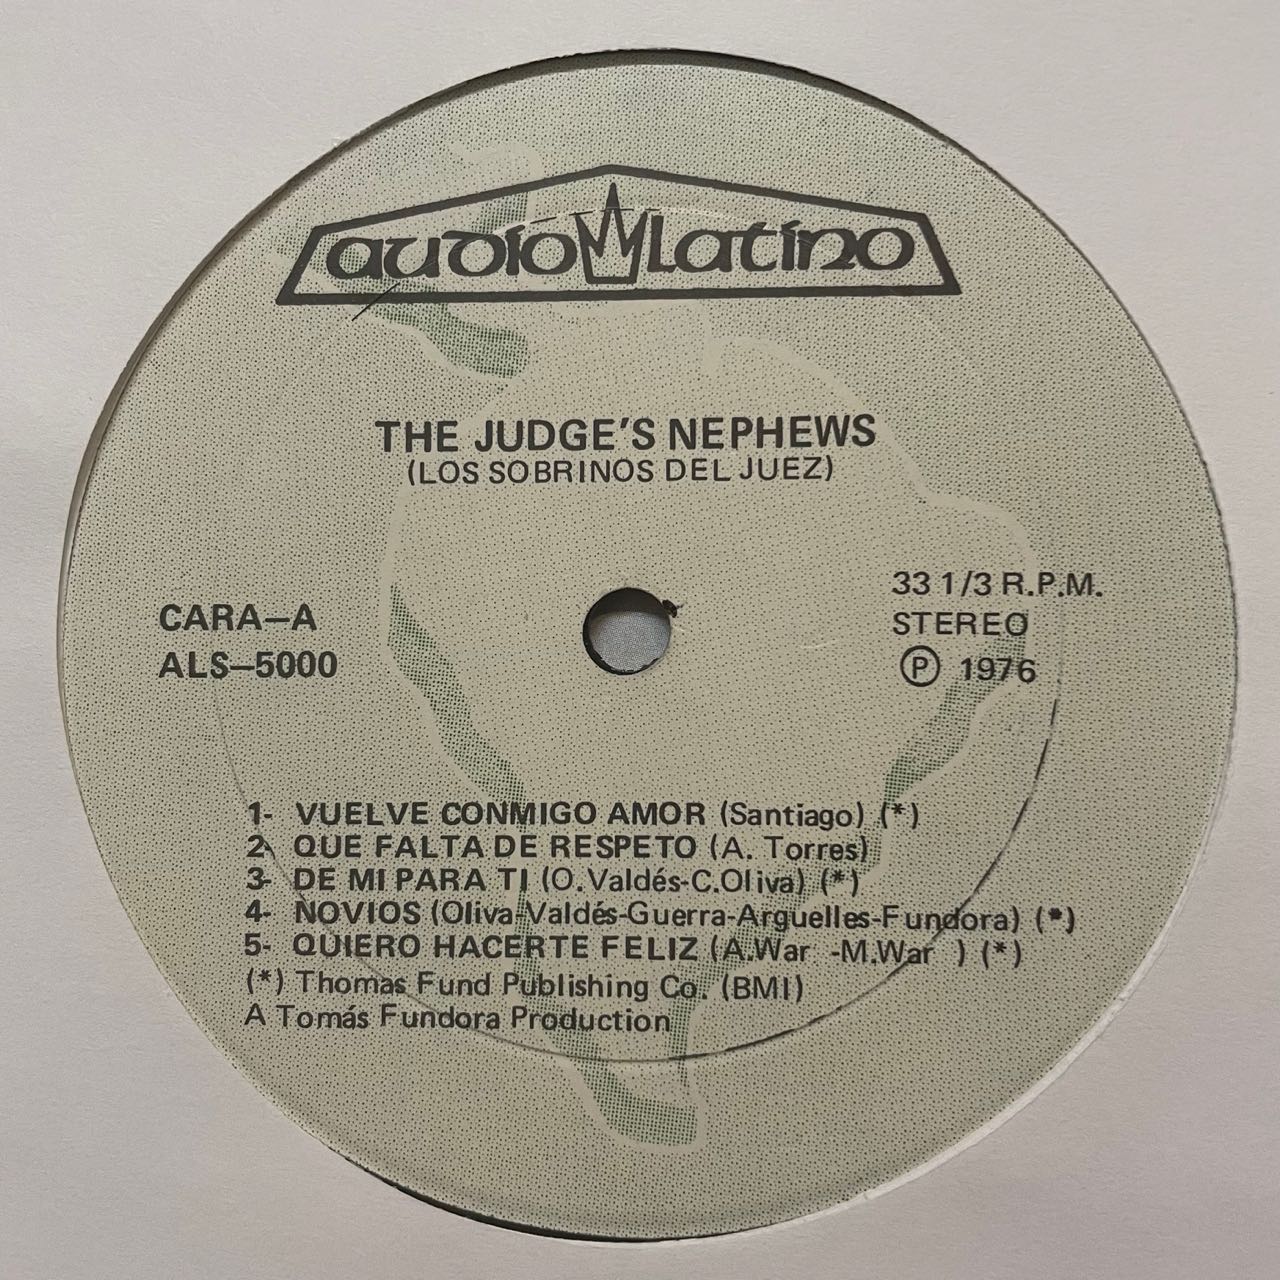 audio latino
THE JUDGE'S NEPHEWS
(LOS SOBRINOS DEL JUEZ)
CARA—A
ALS—5000
33 1/3 R.P.M.
STEREO
Ⓟ 1976
1- VUELVE CONMIGO AMOR (Santiago) (*)
2- QUE FALTA DE RESPETO (A. Torres)
3- DE MI PARA TI (O.Valdés-C.Oliva) (*)
4- NOVIOS (Oliva-Valdés-Guerra-Arguelles-Fundora) (*)
5- QUIERO HACERTE FELIZ (A.War -M.War ) (*)
(*) Thomas Fund Publishing Co. (BMI)
A Tomás Fundora Production